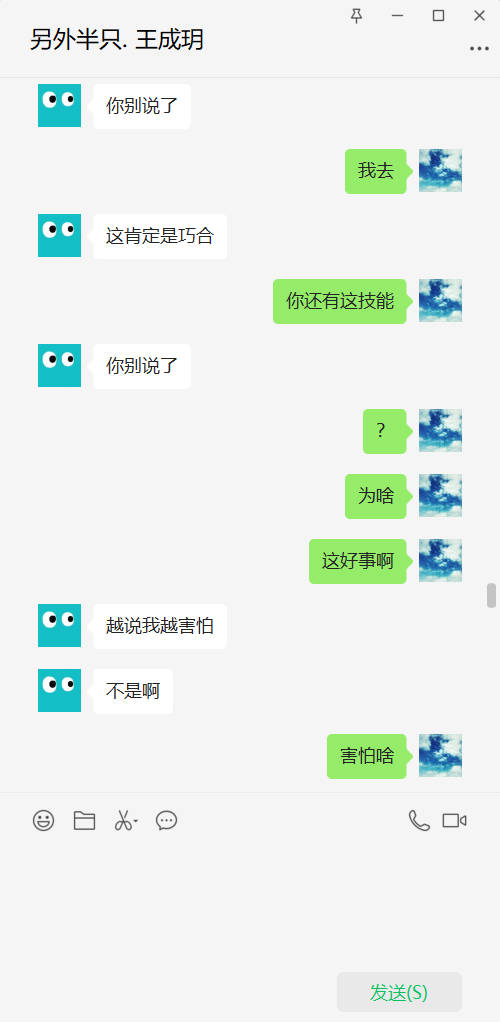 另外半只. 王成玥
你别说了
我去
这肯定是巧合
你还有这技能
你别说了
？
为啥
这好事啊
越说我越害怕
不是啊
害怕啥
发送(S)